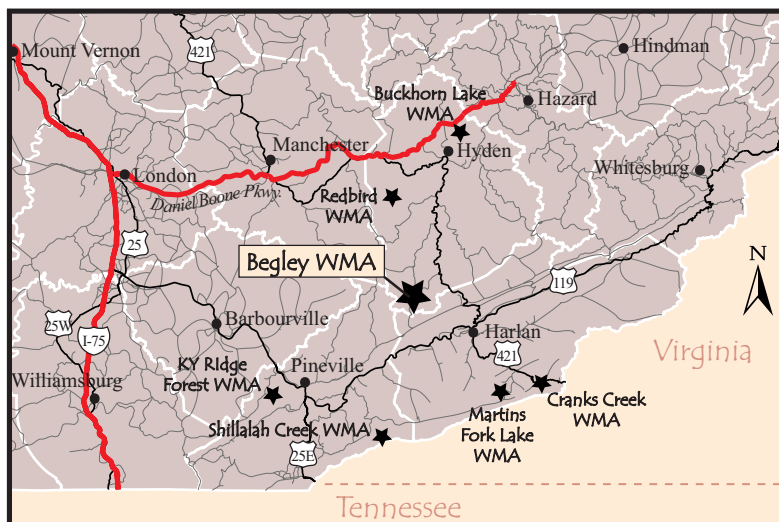 421
Mount Vernon
Hindman
Buckhorn Lake
WMA
Hazard
Manchester
Hyden
London
Whitesburg
Daniel Boone Pkwy.
Redbird
WMA
25
Begley WMA
N
119
25W
Barbourville
I-75
Harlan
421
Virginia
KY RIdge
Forest WMA
Pineville
Williamsburg
Cranks Creek
WMA
Martins
Fork Lake
WMA
Shillalah Creek WMA
25E
Tennessee